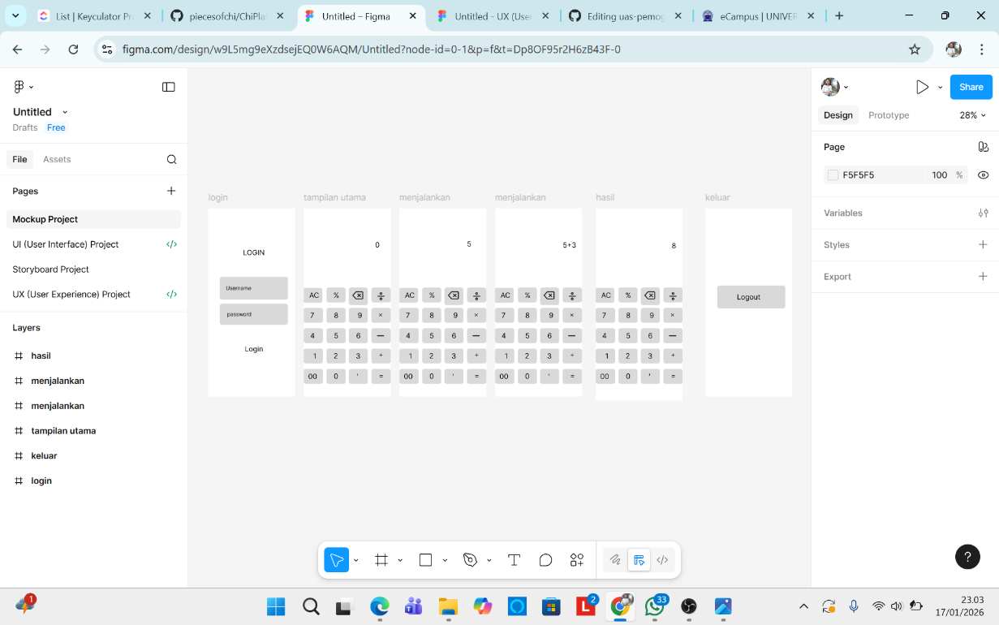 List | Keyculator Pr
piecesofchi/ChiPla
Untitled – Figma
Untitled - UX (User
Editing uas-pemog
eCampus | UNIVER
figma.com/design/w9L5mg9eXzdsejEQ0W6AQM/Untitled?node-id=0-1&p=f&t=Dp8OF95r2H6zB43F-0
Untitled
Drafts Free
File Assets
Pages
Mockup Project
UI (User Interface) Project
Storyboard Project
UX (User Experience) Project
Layers
hasil
menjalankan
menjalankan
tampilan utama
keluar
login
login
LOGIN
Username
password
Login
tampilan utama
0
AC %
7 8 9 ×
4 5 6 —
1 2 3 +
00 0 ' =
menjalankan
5
AC %
7 8 9 ×
4 5 6 —
1 2 3 +
00 0 ' =
menjalankan
5+3
AC %
7 8 9 ×
4 5 6 —
1 2 3 +
00 0 ' =
hasil
8
AC %
7 8 9 ×
4 5 6 —
1 2 3 +
00 0 ' =
keluar
Logout
Share
Design Prototype 28%
Page
F5F5F5 100 %
Variables
Styles
Export
?
1
L 2
33
23.03
17/01/2026